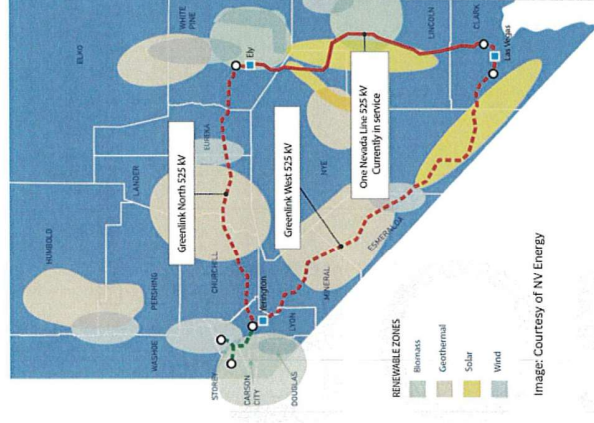 HUMBOLD
ELKO
LANDER
PERSHING
WASHOE
WHITE
PINE
Greenlink North 525 kV
EUREKA
CHURCHILL
STOREY
CARSON
CITY
Ely
Yerington
Greenlink West 525 kV
LYON
DOUGLAS
NYE
MINERAL
One Nevada Line 525 kV
Currently in service
ESMERALDA
LINCOLN
CLARK
Las Vegas
RENEWABLE ZONES
Biomass
Geothermal
Solar
Wind
Image: Courtesy of NV Energy